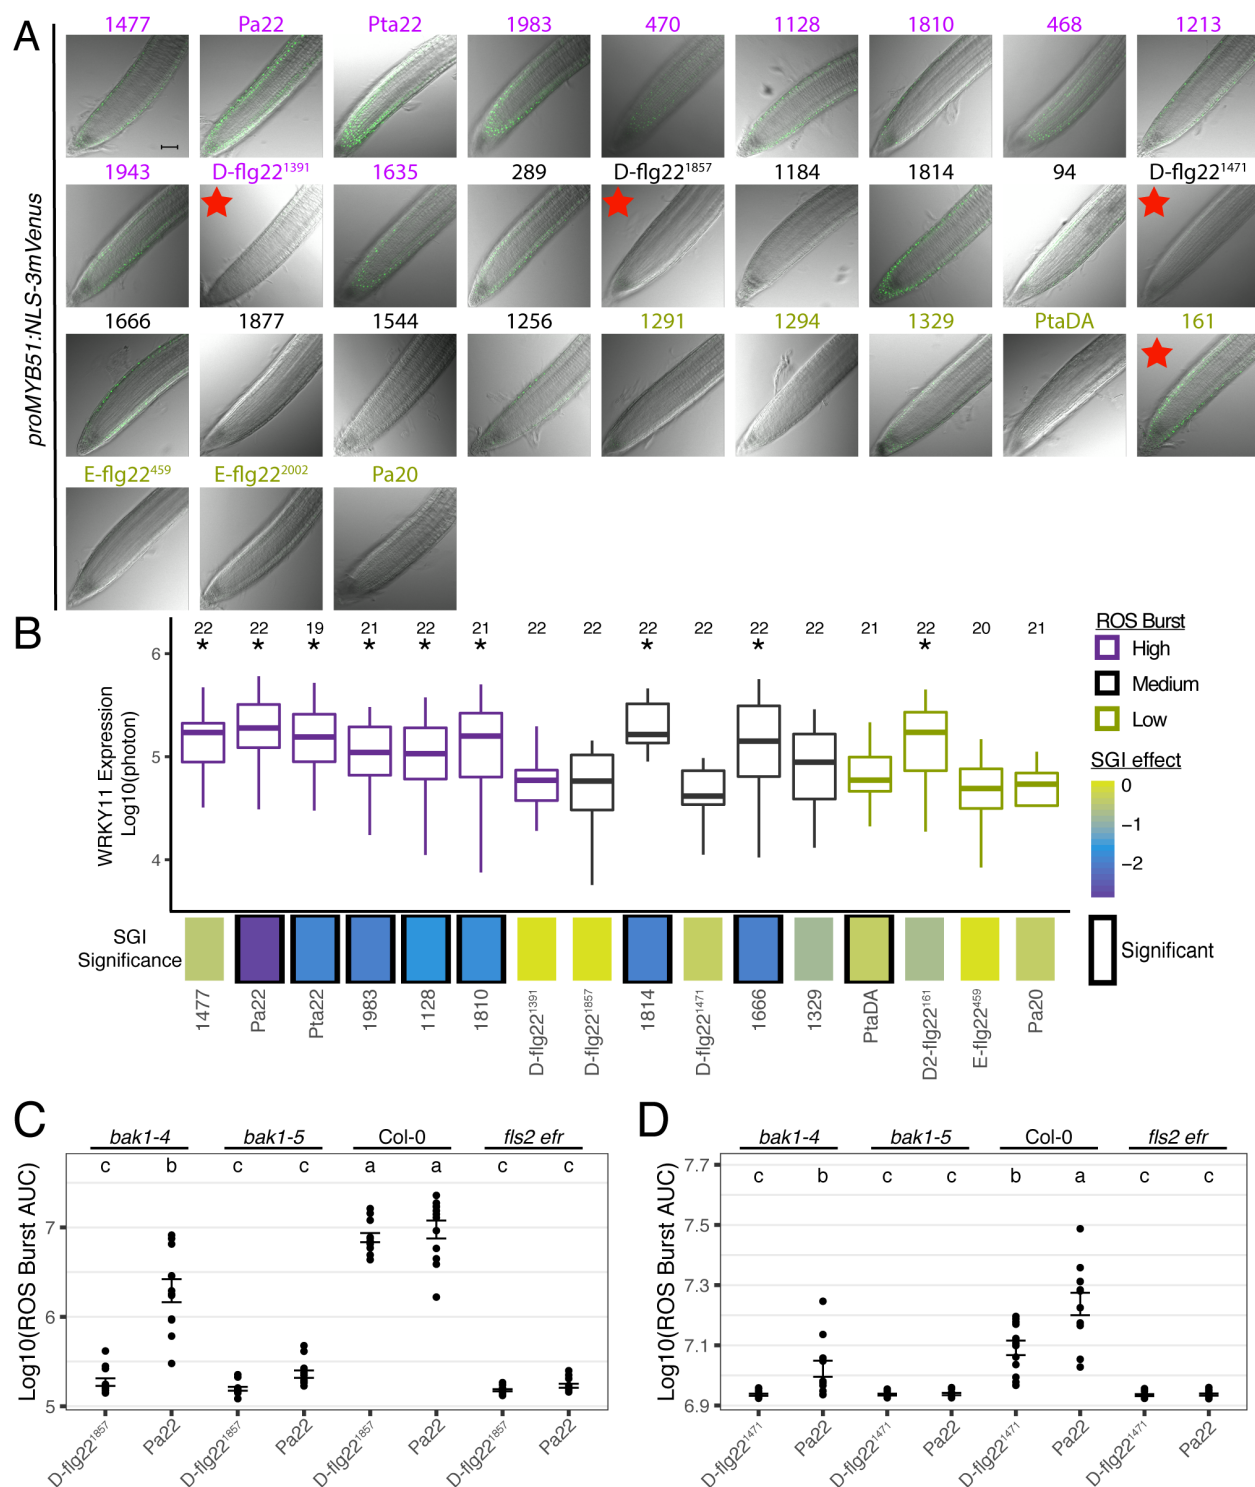 A
1477 Pa22 Pta22 1983 470 1128 1810 468 1213
1943 D-flg22¹³⁹¹ 1635 289 D-flg22¹⁸⁵⁷ 1184 1814 94 D-flg22¹⁴⁷¹
1666 1877 1544 1256 1291 1294 1329 PtaDA 161
E-flg22⁴⁵⁹ E-flg22²⁰⁰² Pa20
proMYB51:NLS-3mVenus
B
22 22 19 21 22 21 22 22 22 22 22 22 21 22 20 21
* * * * * * * * *
WRKY11 Expression
Log10(photon)
6
5
4
ROS Burst
High
Medium
Low
SGI effect
0
−1
−2
Significant
SGI
Significance
1477 Pa22 Pta22 1983 1128 1810 D-flg22¹³⁹¹ D-flg22¹⁸⁵⁷ 1814 D-flg22¹⁴⁷¹ 1666 1329 PtaDA D2-flg22¹⁶¹ E-flg22⁴⁵⁹ Pa20
C
bak1-4 bak1-5 Col-0 fls2 efr
c b c c a a c c
Log10(ROS Burst AUC)
7
6
5
D-flg22¹⁸⁵⁷ Pa22 D-flg22¹⁸⁵⁷ Pa22 D-flg22¹⁸⁵⁷ Pa22 D-flg22¹⁸⁵⁷ Pa22
D
bak1-4 bak1-5 Col-0 fls2 efr
c b c c b a c c
Log10(ROS Burst AUC)
7.7
7.5
7.3
7.1
6.9
D-flg22¹⁴⁷¹ Pa22 D-flg22¹⁴⁷¹ Pa22 D-flg22¹⁴⁷¹ Pa22 D-flg22¹⁴⁷¹ Pa22